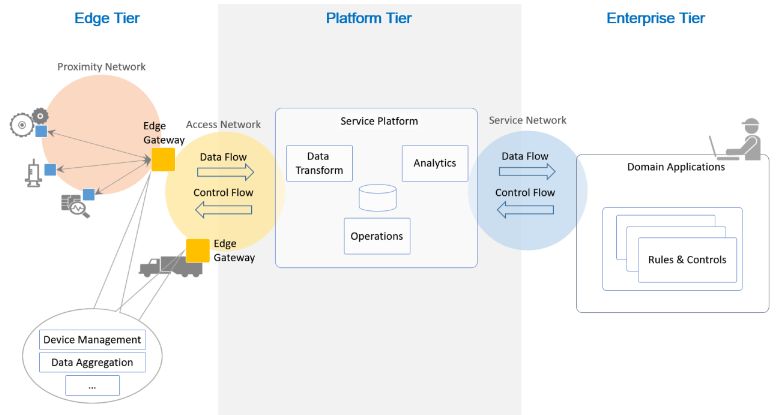 Edge Tier
Platform Tier
Enterprise Tier
Proximity Network
Edge
Gateway
Access Network
Data Flow
Control Flow
Edge
Gateway
Service Platform
Data
Transform
Analytics
Operations
Service Network
Data Flow
Control Flow
Domain Applications
Rules & Controls
Device Management
Data Aggregation
...